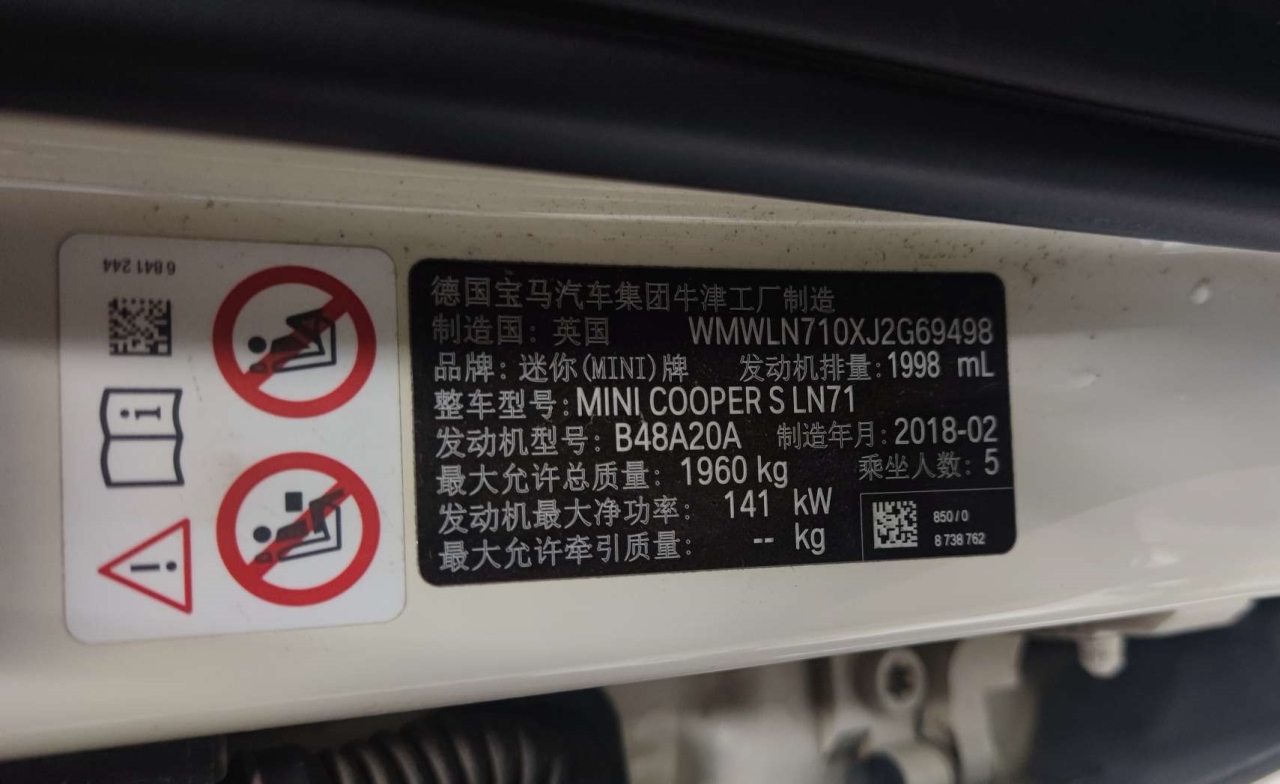 6 841 244
德国宝马汽车集团牛津工厂制造
制造国：英国 WMWLN710XJ2G69498
品牌：迷你(MINI)牌 发动机排量：1998 mL
整车型号：MINI COOPER S LN71
发动机型号：B48A20A 制造年月：2018-02
最大允许总质量：1960 kg 乘坐人数：5
发动机最大净功率：141 kW
最大允许牵引质量：-- kg
850 / 0
8 738 762